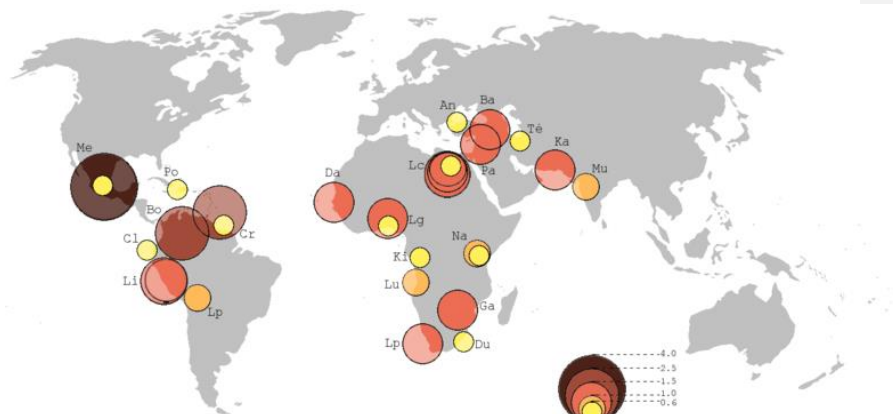 An
Ba
Té
Me
Ka
Po
Lc
Pa
Mu
Da
Bo
Lg
Cr
Cl
Na
Ki
Li
Lu
Lp
Ga
Lp
Du
4.0
2.5
1.5
1.0
0.6